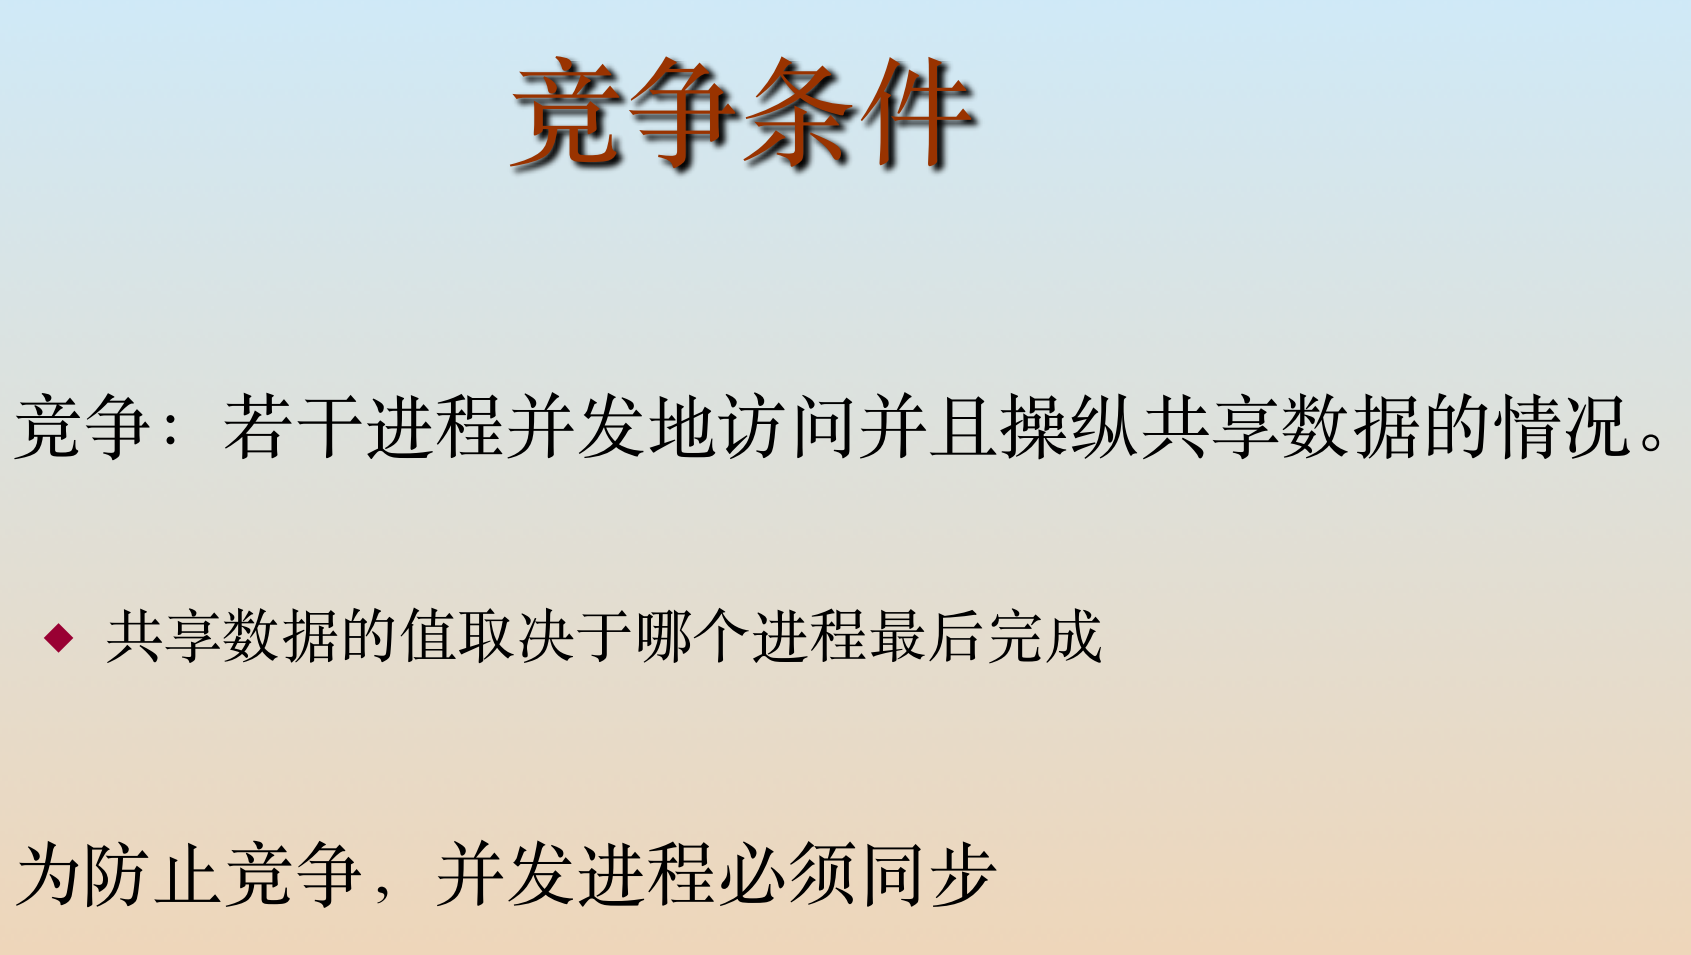 竞争条件
竞争：若干进程并发地访问并且操纵共享数据的情况。
◆ 共享数据的值取决于哪个进程最后完成
为防止竞争，并发进程必须同步